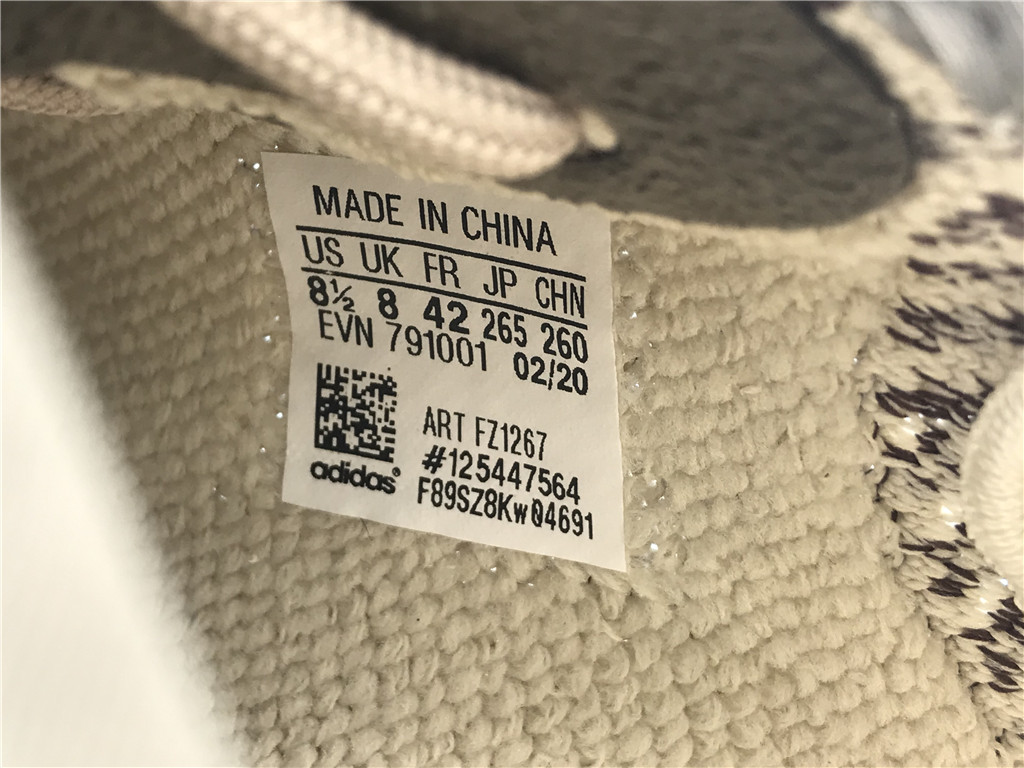 MADE IN CHINA
US UK FR JP CHN
8½ 8 42 265 260
EVN 791001 02/20
ART FZ1267
#125447564
F89SZ8Kw04691
adidas®